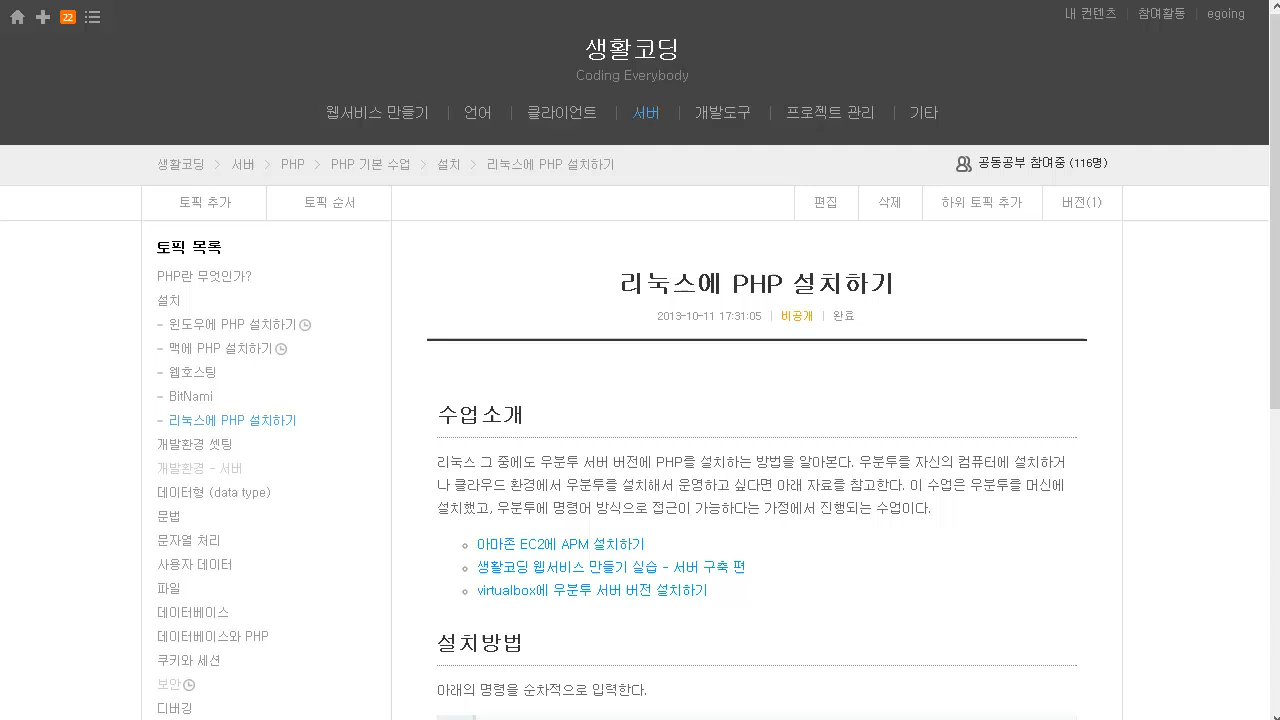 22
내 컨텐츠 참여활동 egoing
생활코딩
Coding Everybody
웹서비스 만들기 언어 클라이언트 서버 개발도구 프로젝트 관리 기타
생활코딩 서버 PHP PHP 기본 수업 설치 리눅스에 PHP 설치하기 공동공부 참여중 (116명)
토픽 추가 토픽 순서 편집 삭제 하위 토픽 추가 버전(1)
토픽 목록
PHP란 무엇인가?
설치
- 윈도우에 PHP 설치하기
- 맥에 PHP 설치하기
- 웹호스팅
- BitNami
- 리눅스에 PHP 설치하기
개발환경 셋팅
개발환경 - 서버
데이터형 (data type)
문법
문자열 처리
사용자 데이터
파일
데이터베이스
데이터베이스와 PHP
쿠키와 세션
보안
디버깅
리눅스에 PHP 설치하기
2013-10-11 17:31:05 비공개 완료
수업소개
리눅스 그 중에도 우분투 서버 버전에 PHP를 설치하는 방법을 알아본다. 우분투를 자신의 컴퓨터에 설치하거
나 클라우드 환경에서 우분투를 설치해서 운영하고 싶다면 아래 자료를 참고한다. 이 수업은 우분투를 머신에
설치했고, 우분투에 명령어 방식으로 접근이 가능하다는 가정에서 진행되는 수업이다.
아마존 EC2에 APM 설치하기
생활코딩 웹서비스 만들기 실습 - 서버 구축 편
virtualbox에 우분투 서버 버전 설치하기
설치방법
아래의 명령을 순차적으로 입력한다.